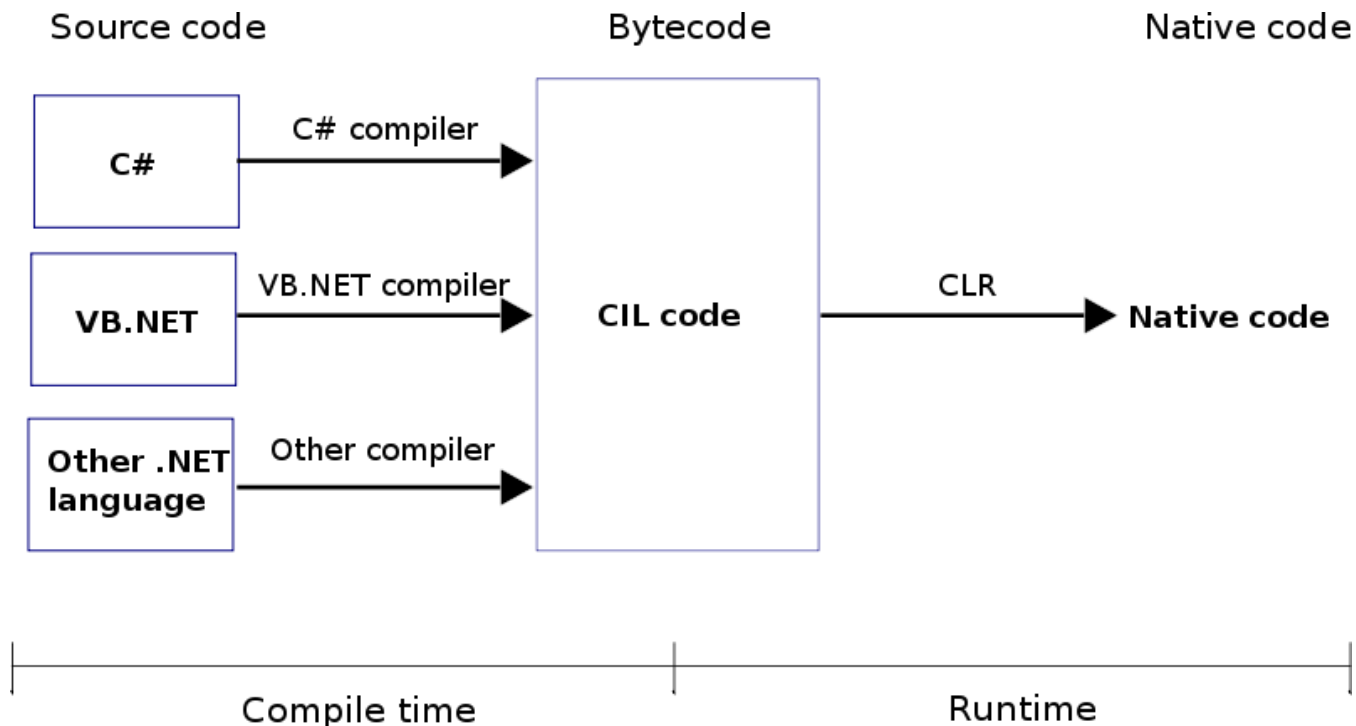 Source code
Bytecode
Native code
C# compiler
C#
VB.NET compiler
VB.NET
CIL code
CLR
Native code
Other compiler
Other .NET
language
Compile time
Runtime